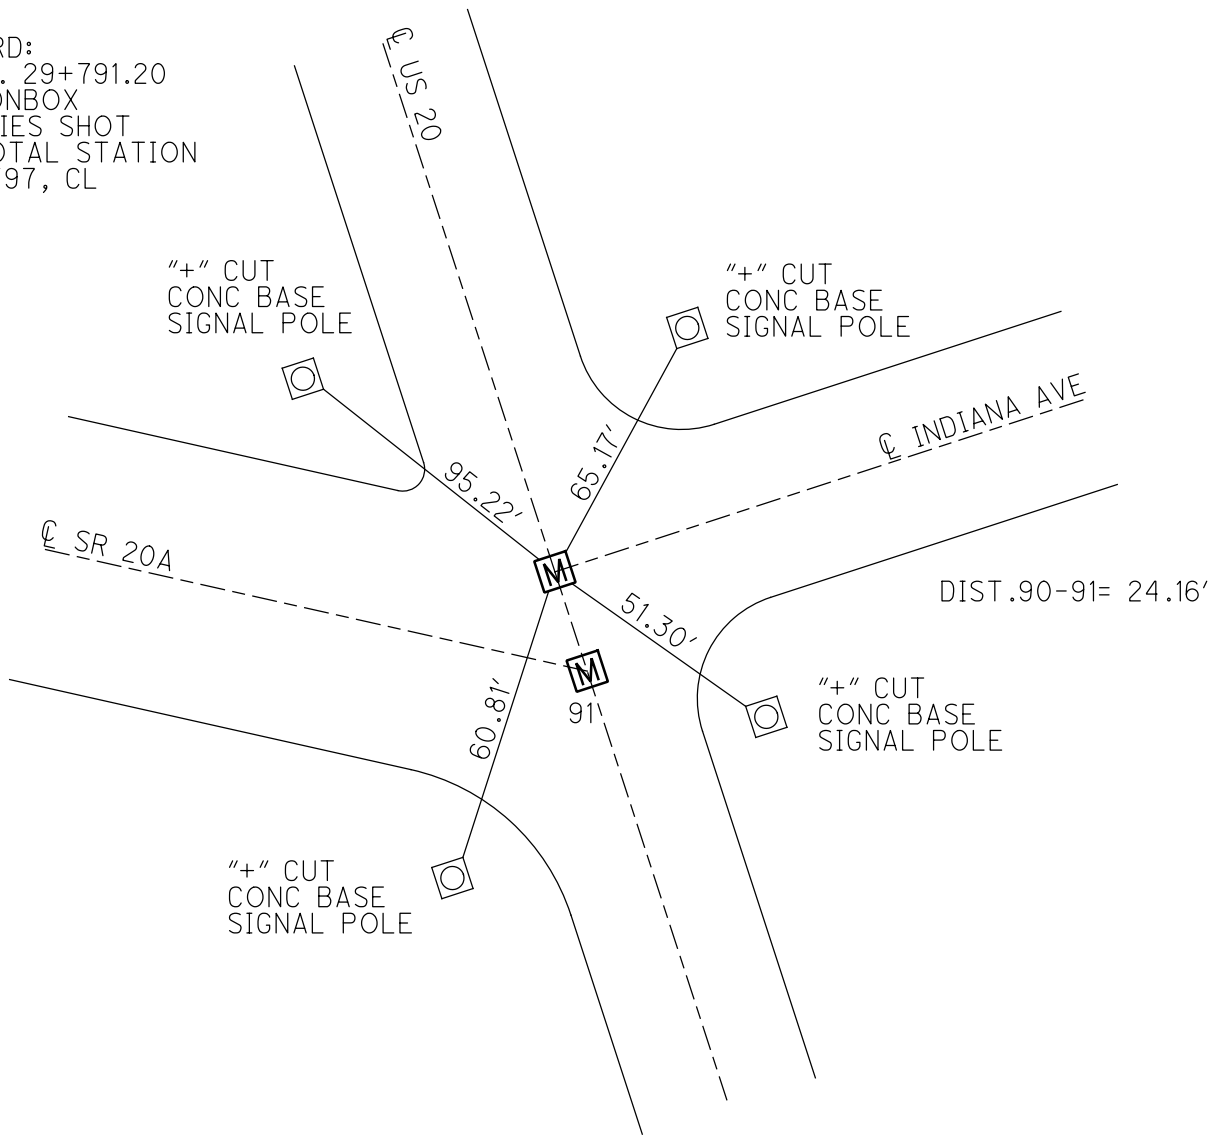 RD:
. 29+791.20
ONBOX
IES SHOT
OTAL STATION
'97, CL
℄ US 20
"+" CUT
CONC BASE
SIGNAL POLE
"+" CUT
CONC BASE
SIGNAL POLE
℄ INDIANA AVE
95.22'
65.17'
℄ SR 20A
M
51.30'
DIST.90-91= 24.16'
M
91
60.81'
"+" CUT
CONC BASE
SIGNAL POLE
"+" CUT
CONC BASE
SIGNAL POLE